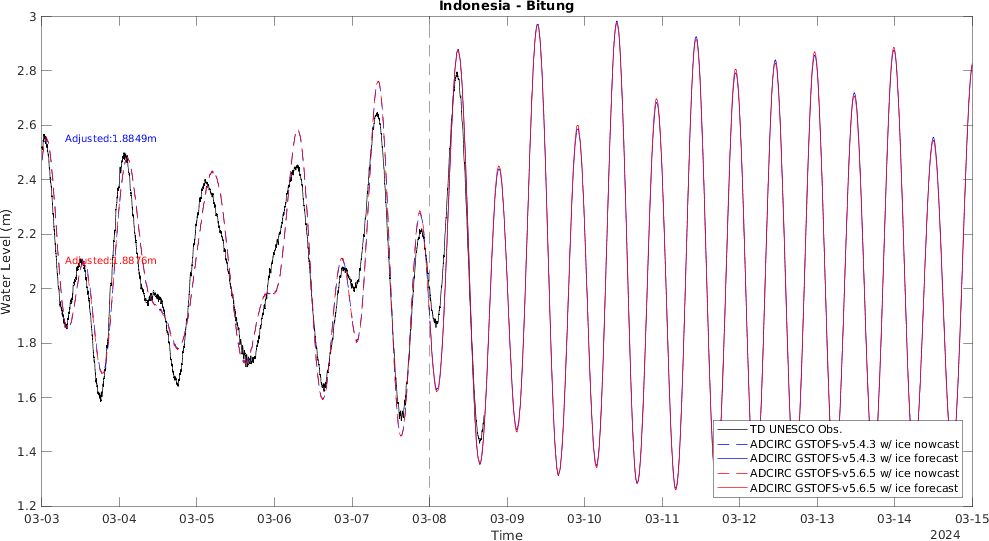 Indonesia - Bitung
3
2.8
2.6
2.4
2.2
2
1.8
1.6
1.4
1.2
Water Level (m)
Adjusted:1.8849m
Adjusted:1.8876m
TD UNESCO Obs.
ADCIRC GSTOFS-v5.4.3 w/ ice nowcast
ADCIRC GSTOFS-v5.4.3 w/ ice forecast
ADCIRC GSTOFS-v5.6.5 w/ ice nowcast
ADCIRC GSTOFS-v5.6.5 w/ ice forecast
03-03 03-04 03-05 03-06 03-07 03-08 03-09 03-10 03-11 03-12 03-13 03-14 03-15
Time
2024